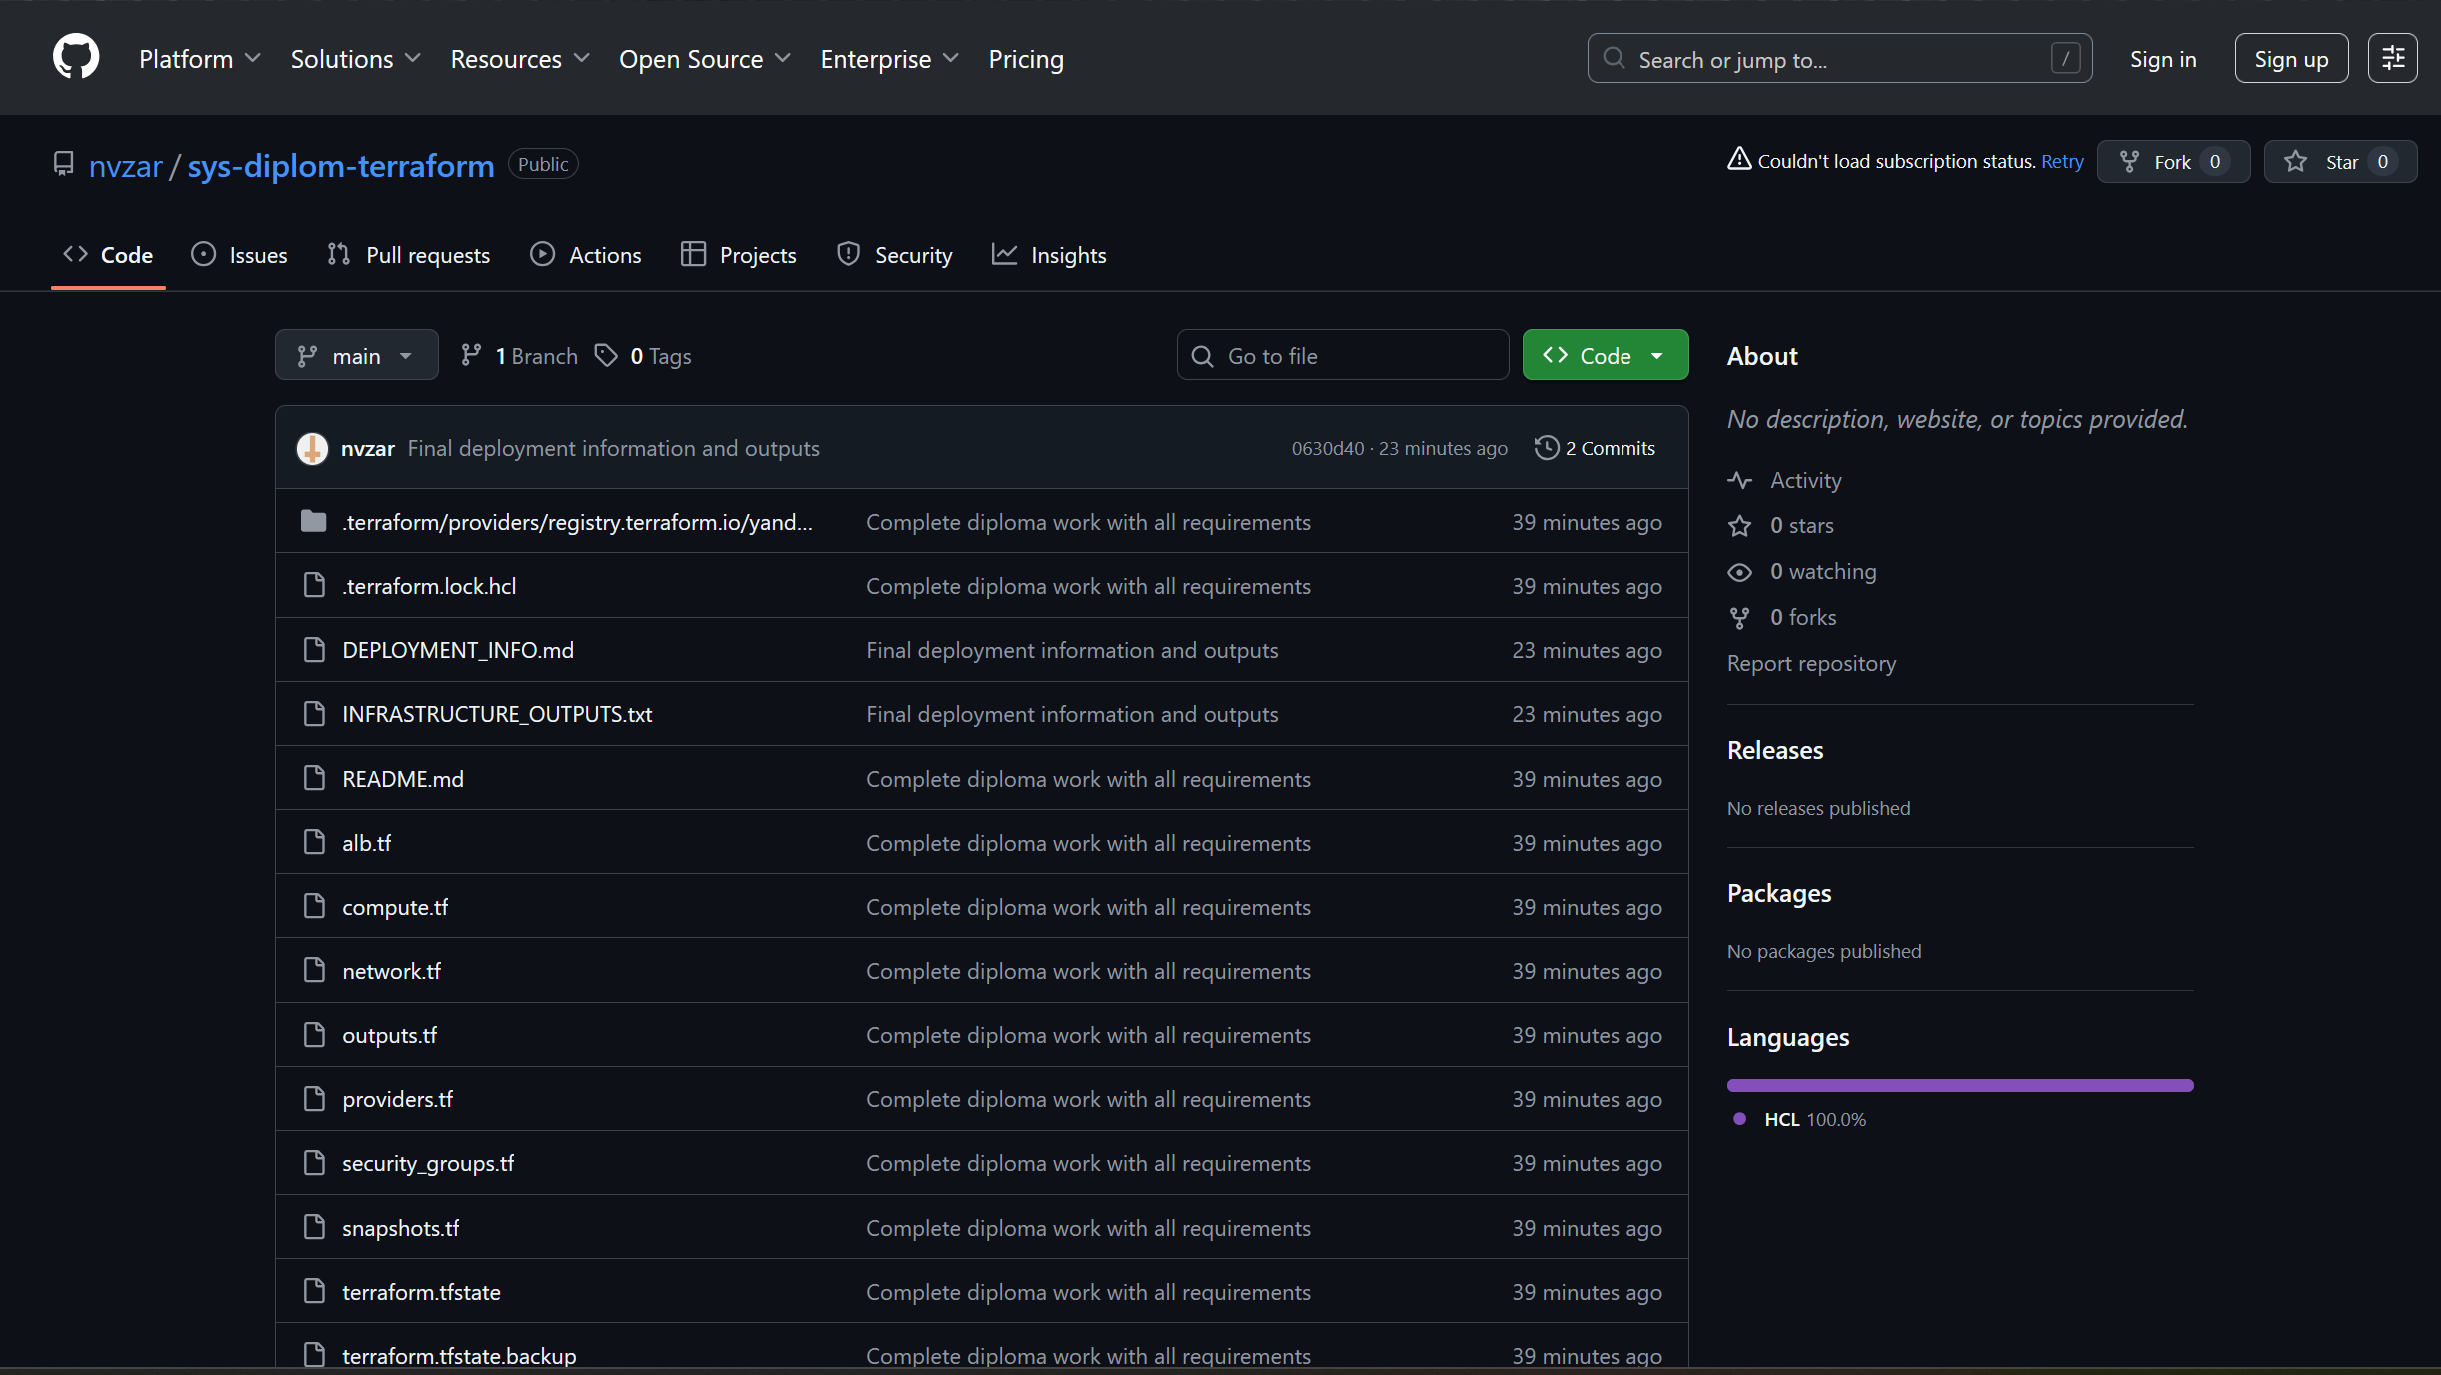 Platform Solutions Resources Open Source Enterprise Pricing Search or jump to... / Sign in Sign up
nvzar / sys-diplom-terraform Public Couldn't load subscription status. Retry Fork 0 Star 0
Code Issues Pull requests Actions Projects Security Insights
main 1 Branch 0 Tags Go to file Code
nvzar Final deployment information and outputs 0630d40 · 23 minutes ago 2 Commits
.terraform/providers/registry.terraform.io/yand... Complete diploma work with all requirements 39 minutes ago
.terraform.lock.hcl Complete diploma work with all requirements 39 minutes ago
DEPLOYMENT_INFO.md Final deployment information and outputs 23 minutes ago
INFRASTRUCTURE_OUTPUTS.txt Final deployment information and outputs 23 minutes ago
README.md Complete diploma work with all requirements 39 minutes ago
alb.tf Complete diploma work with all requirements 39 minutes ago
compute.tf Complete diploma work with all requirements 39 minutes ago
network.tf Complete diploma work with all requirements 39 minutes ago
outputs.tf Complete diploma work with all requirements 39 minutes ago
providers.tf Complete diploma work with all requirements 39 minutes ago
security_groups.tf Complete diploma work with all requirements 39 minutes ago
snapshots.tf Complete diploma work with all requirements 39 minutes ago
terraform.tfstate Complete diploma work with all requirements 39 minutes ago
terraform.tfstate.backup Complete diploma work with all requirements 39 minutes ago
About
No description, website, or topics provided.
Activity
0 stars
0 watching
0 forks
Report repository
Releases
No releases published
Packages
No packages published
Languages
HCL 100.0%